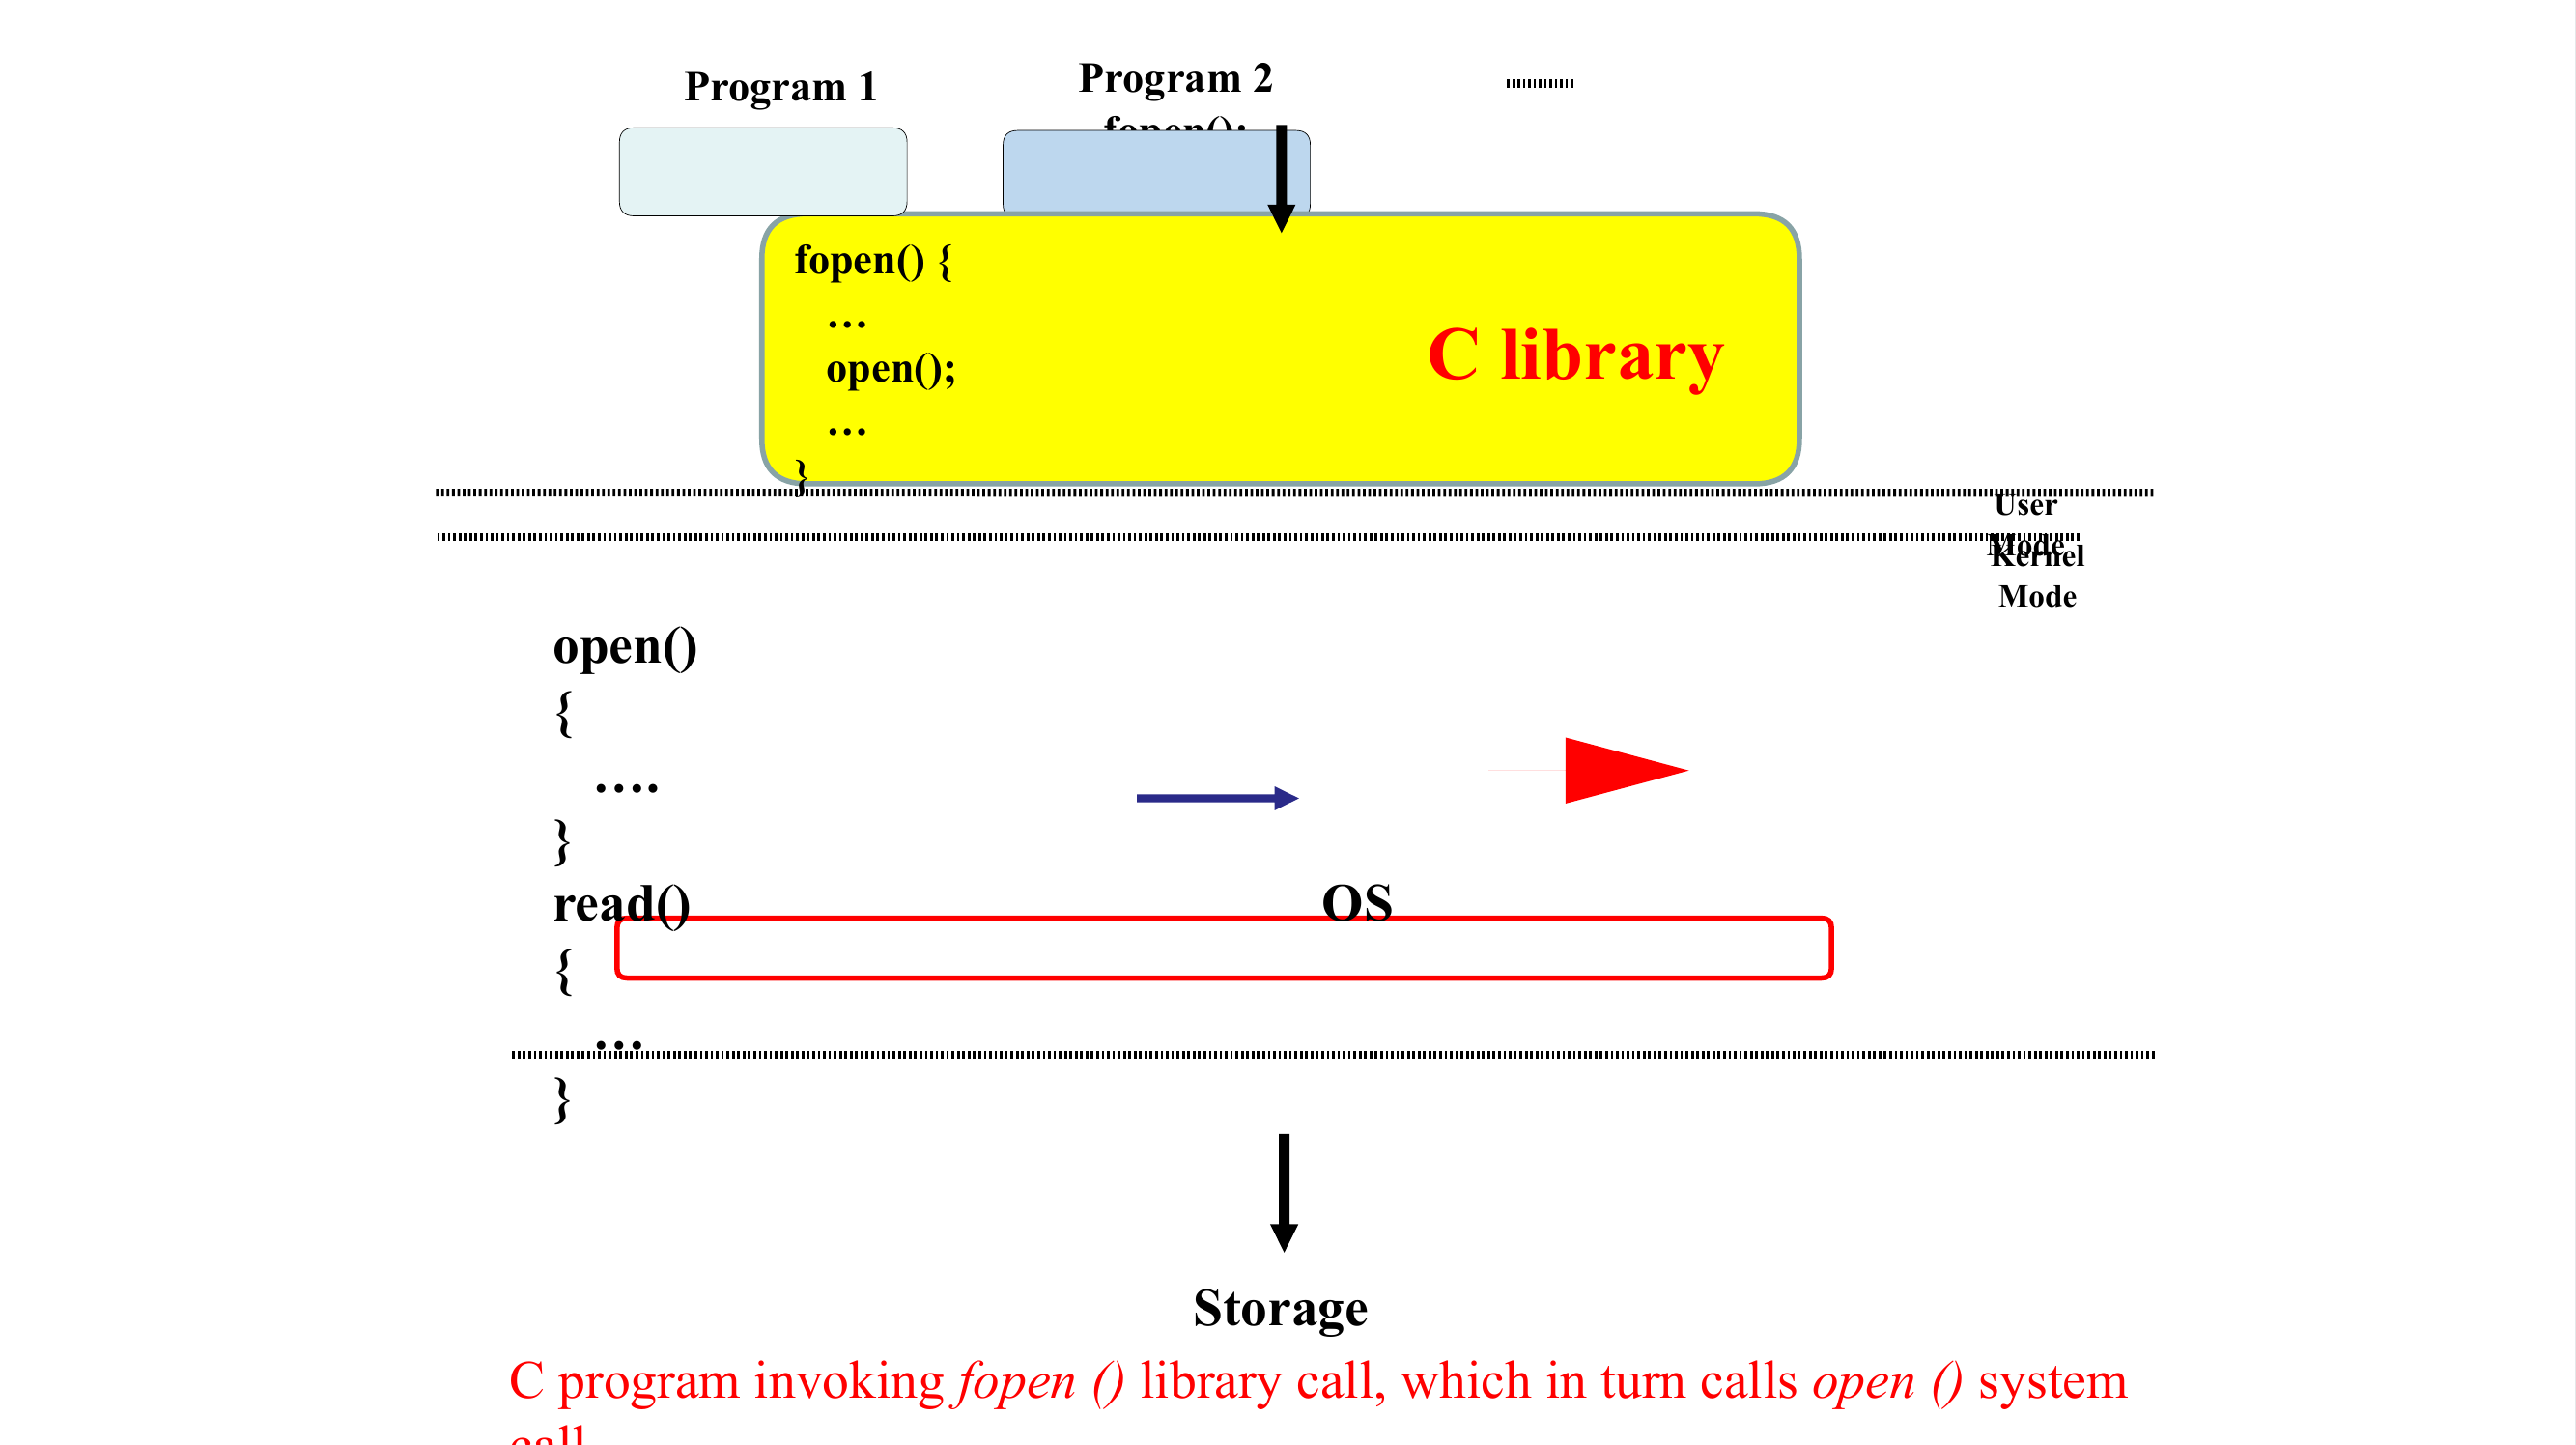 Program 1
Program 2
fopen();
fopen() {
…
open();
…
}
C library
User
Mode
Kernel
Mode
open()
{
….
}
read()
{
…
}
OS
Storage
C program invoking fopen () library call, which in turn calls open () system
call